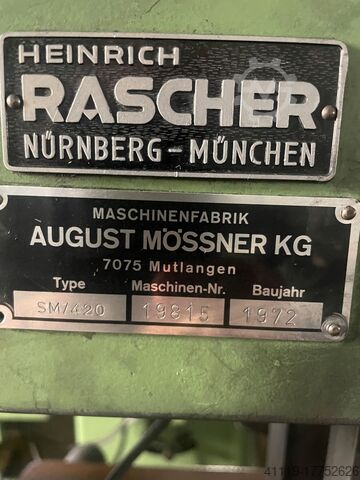 HEINRICH
RASCHER
NÜRNBERG-MÜNCHEN
MASCHINENFABRIK
AUGUST MÖSSNER KG
7075 Mutlangen
Type Maschinen-Nr. Baujahr
SM/420 19815 1972
41119-17752626